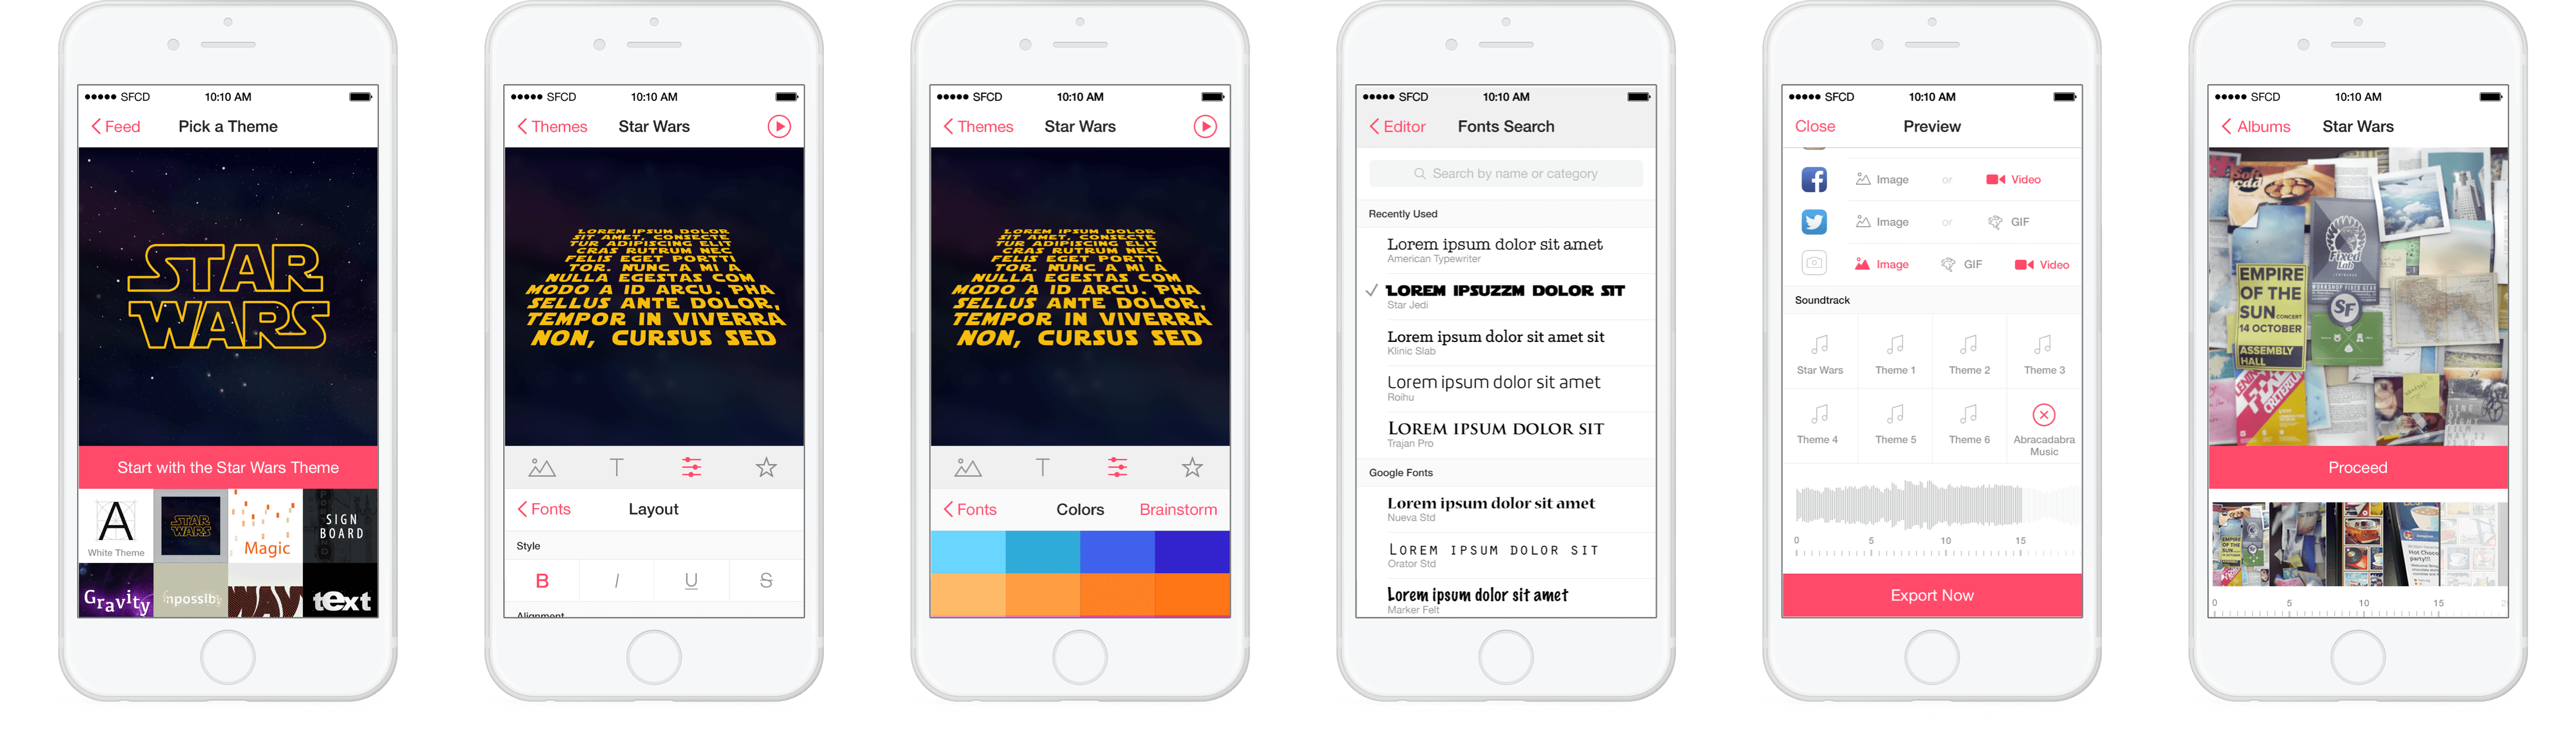 SFCD 10:10 AM
Feed Pick a Theme
STAR
WARS
Start with the Star Wars Theme
A
White Theme
STAR
WARS
Magic
SIGN
BOARD
Gravity
mpossib
WAY
text
SFCD 10:10 AM
Themes Star Wars
LOREM IPSUM DOLOR
SIT AMET, CONSECTE
TUR ADIPISCING ELIT
CRAS RUTRUM NEC
FELIS EGET PORTTI
TOR. NUNC A MI A
NULLA EGESTAS COM
MODO A ID ARCU. PHA
SELLUS ANTE DOLOR,
TEMPOR IN VIVERRA
NON, CURSUS SED
T
Fonts Layout
Style
B I U S
Alignment
SFCD 10:10 AM
Themes Star Wars
LOREM IPSUM DOLOR
SIT AMET, CONSECTE
TUR ADIPISCING ELIT
CRAS RUTRUM NEC
FELIS EGET PORTTI
TOR. NUNC A MI A
NULLA EGESTAS COM
MODO A ID ARCU. PHA
SELLUS ANTE DOLOR,
TEMPOR IN VIVERRA
NON, CURSUS SED
T
Fonts Colors Brainstorm
SFCD 10:10 AM
Editor Fonts Search
Search by name or category
Recently Used
Lorem ipsum dolor sit amet
American Typewriter
LOREM IPSUZZM DOLOR SIT
Star Jedi
Lorem ipsum dolor sit amet sit
Klinic Slab
Lorem ipsum dolor sit amet
Roihu
LOREM IPSUM DOLOR SIT
Trajan Pro
Google Fonts
Lorem ipsum dolor sit amet
Nueva Std
LOREM IPSUM DOLOR SIT
Orator Std
Lorem ipsum dolor sit amet
Marker Felt
SFCD 10:10 AM
Close Preview
Image or Video
Image or GIF
Image GIF Video
Soundtrack
Star Wars Theme 1 Theme 2 Theme 3
Theme 4 Theme 5 Theme 6 Abracadabra
Music
0 5 10 15
Export Now
SFCD 10:10 AM
Albums Star Wars
Fixed
Lab
WORKSHOP FIXED GEAR
SF
EMPIRE
OF THE
SUN CONCERT
14 OCTOBER
ASSEMBLY
HALL
Proceed
Hot Choco
party!!!
0 5 10 15 2